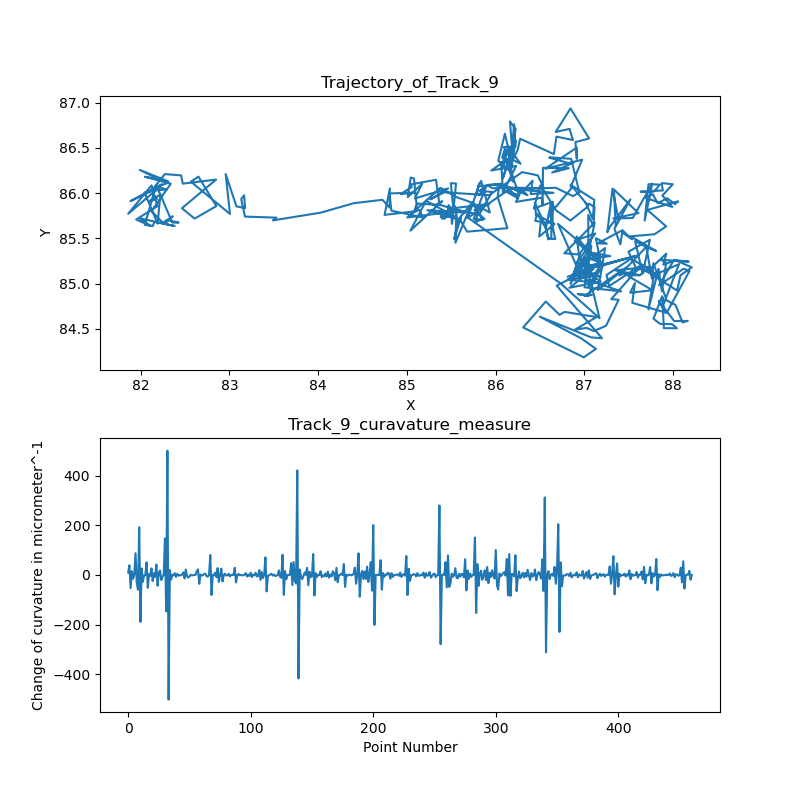 Trajectory_of_Track_9
87.0
86.5
86.0
85.5
85.0
84.5
Y
82 83 84 85 86 87 88
X
Track_9_curavature_measure
400
200
0
−200
−400
Change of curvature in micrometer^-1
0 100 200 300 400
Point Number